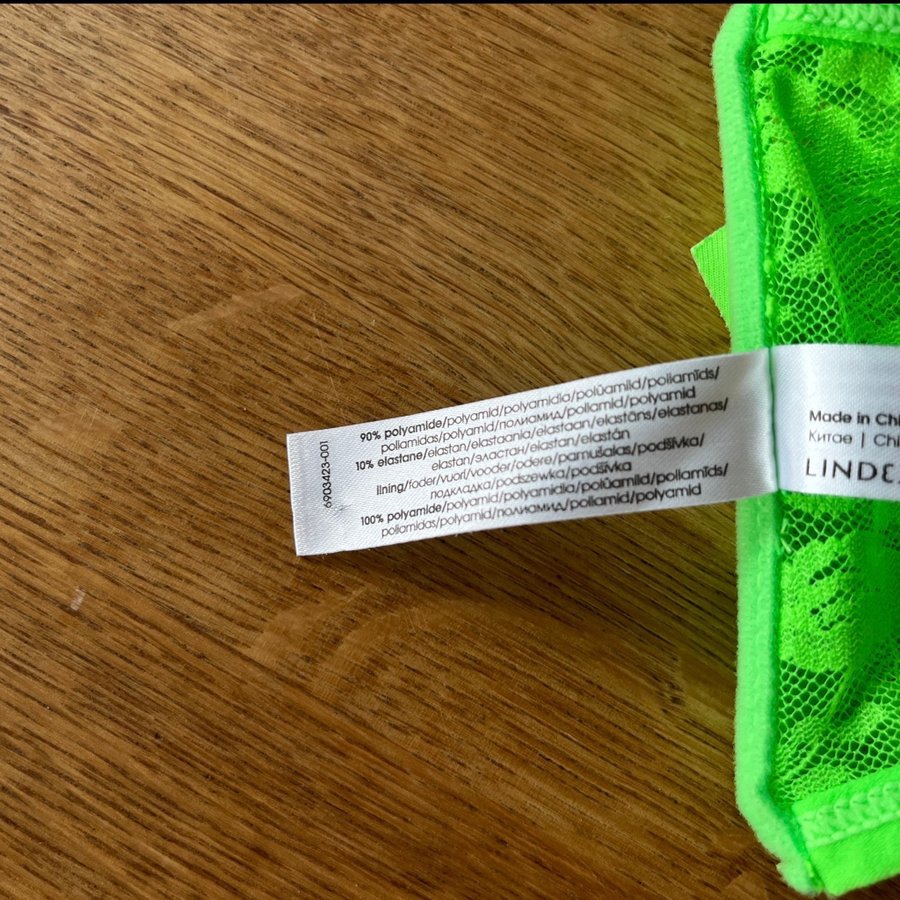 90% polyamide/polyamid/polyamidia/polüamiid/poliamīds/
poliamidas/polyamid/полиамид/poliamid/polyamid
10% elastane/elastan/elastaania/elastaan/elastāns/elastanas/
elastan/эластан/elastan/elastán
lining/foder/vuori/vooder/odere/pamušalas/podšívka/
подкладка/podszewka/podšívka
100% polyamide/polyamid/polyamidia/polüamiid/poliamīds/
poliamidas/polyamid/полиамид/poliamid/polyamid
6903423-001
Made in Chi
Китае | Chi
LINDE